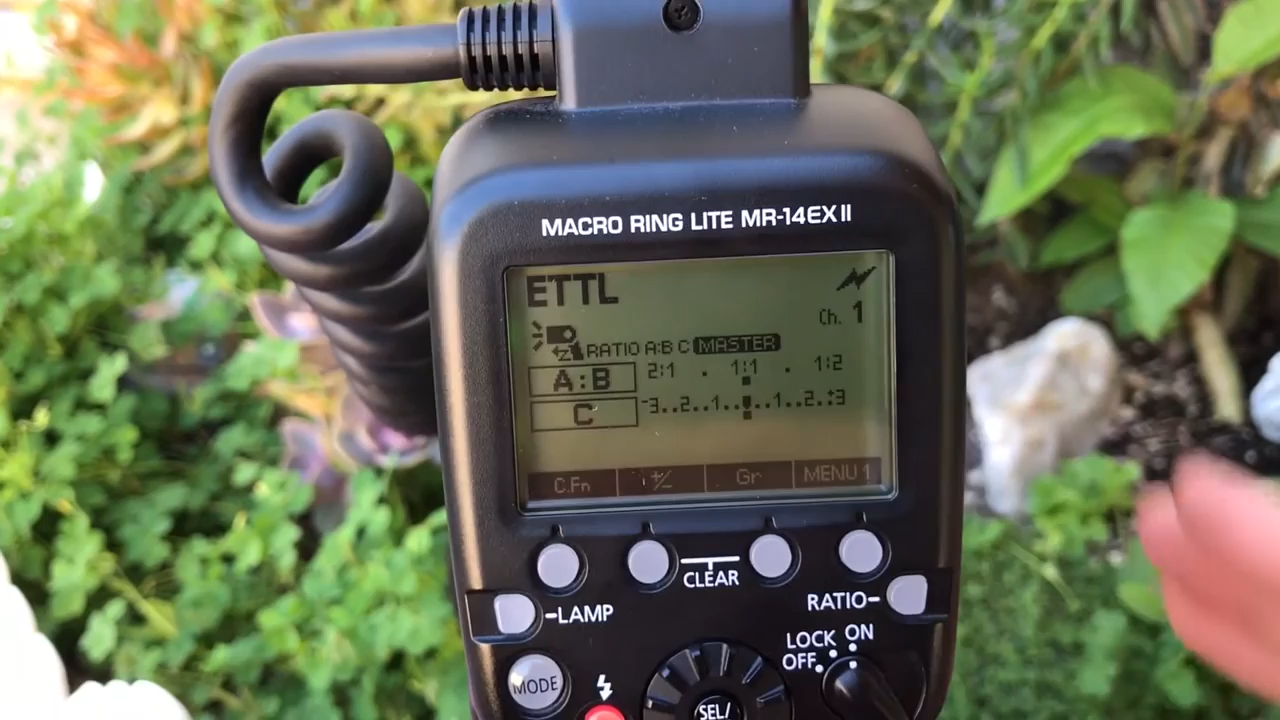 MACRO RING LITE MR-14EX II
ETTL
Ch. 1
RATIO A:B C MASTER
A:B 2:1 . 1:1 . 1:2
C -3..2..1..0..1..2..+3
C.Fn +/- Gr MENU 1
CLEAR
-LAMP
RATIO-
LOCK ON
OFF
MODE
SEL/